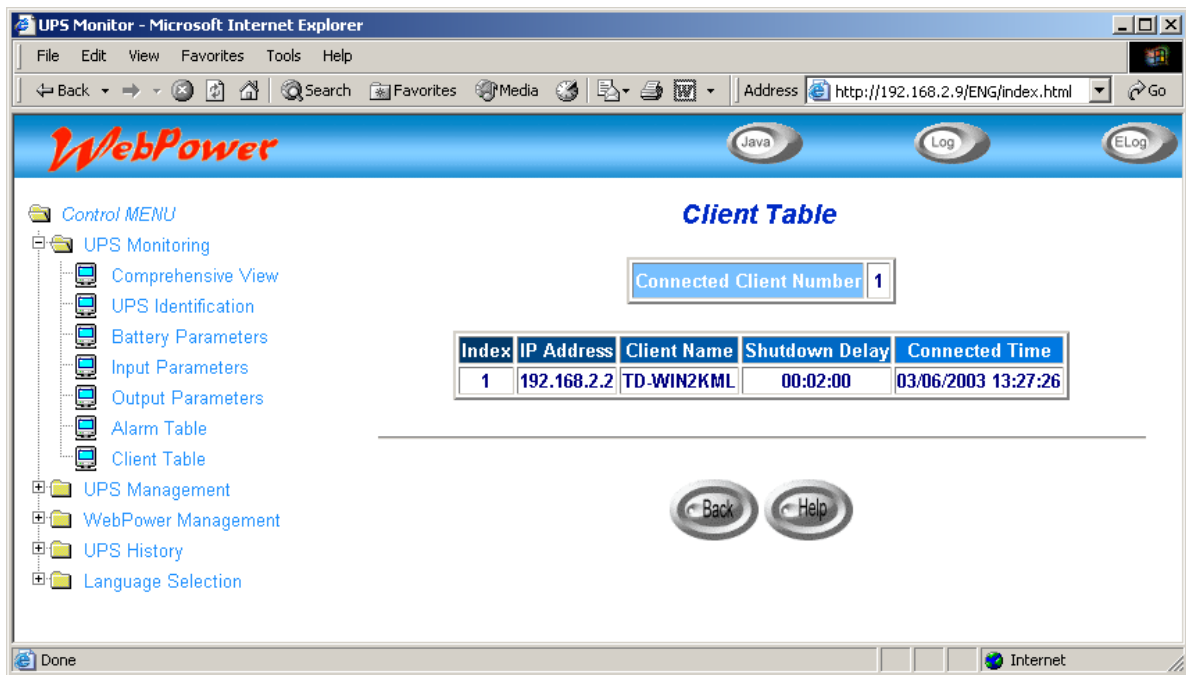 UPS Monitor - Microsoft Internet Explorer
File Edit View Favorites Tools Help
Back Search Favorites Media Address http://192.168.2.9/ENG/index.html Go
WebPower Java Log ELog
Control MENU
UPS Monitoring
Comprehensive View
UPS Identification
Battery Parameters
Input Parameters
Output Parameters
Alarm Table
Client Table
UPS Management
WebPower Management
UPS History
Language Selection
Client Table
Connected Client Number 1
Index IP Address Client Name Shutdown Delay Connected Time
1 192.168.2.2 TD-WIN2KML 00:02:00 03/06/2003 13:27:26
Back Help
Done Internet